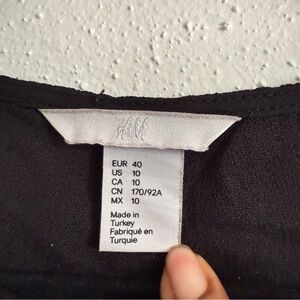 H&M
EUR 40
US 10
CA 10
CN 170/92A
MX 10
Made in
Turkey
Fabriqué en
Turquie